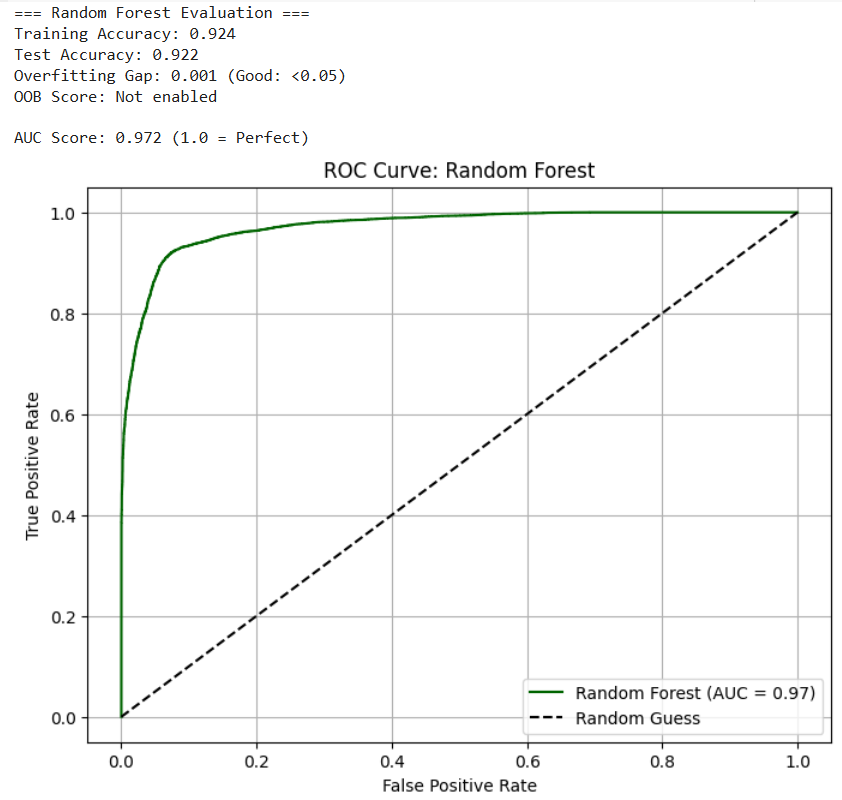 === Random Forest Evaluation ===
Training Accuracy: 0.924
Test Accuracy: 0.922
Overfitting Gap: 0.001 (Good: <0.05)
OOB Score: Not enabled
AUC Score: 0.972 (1.0 = Perfect)
ROC Curve: Random Forest
1.0
0.8
0.6
0.4
0.2
0.0
True Positive Rate
Random Forest (AUC = 0.97)
Random Guess
0.0 0.2 0.4 0.6 0.8 1.0
False Positive Rate